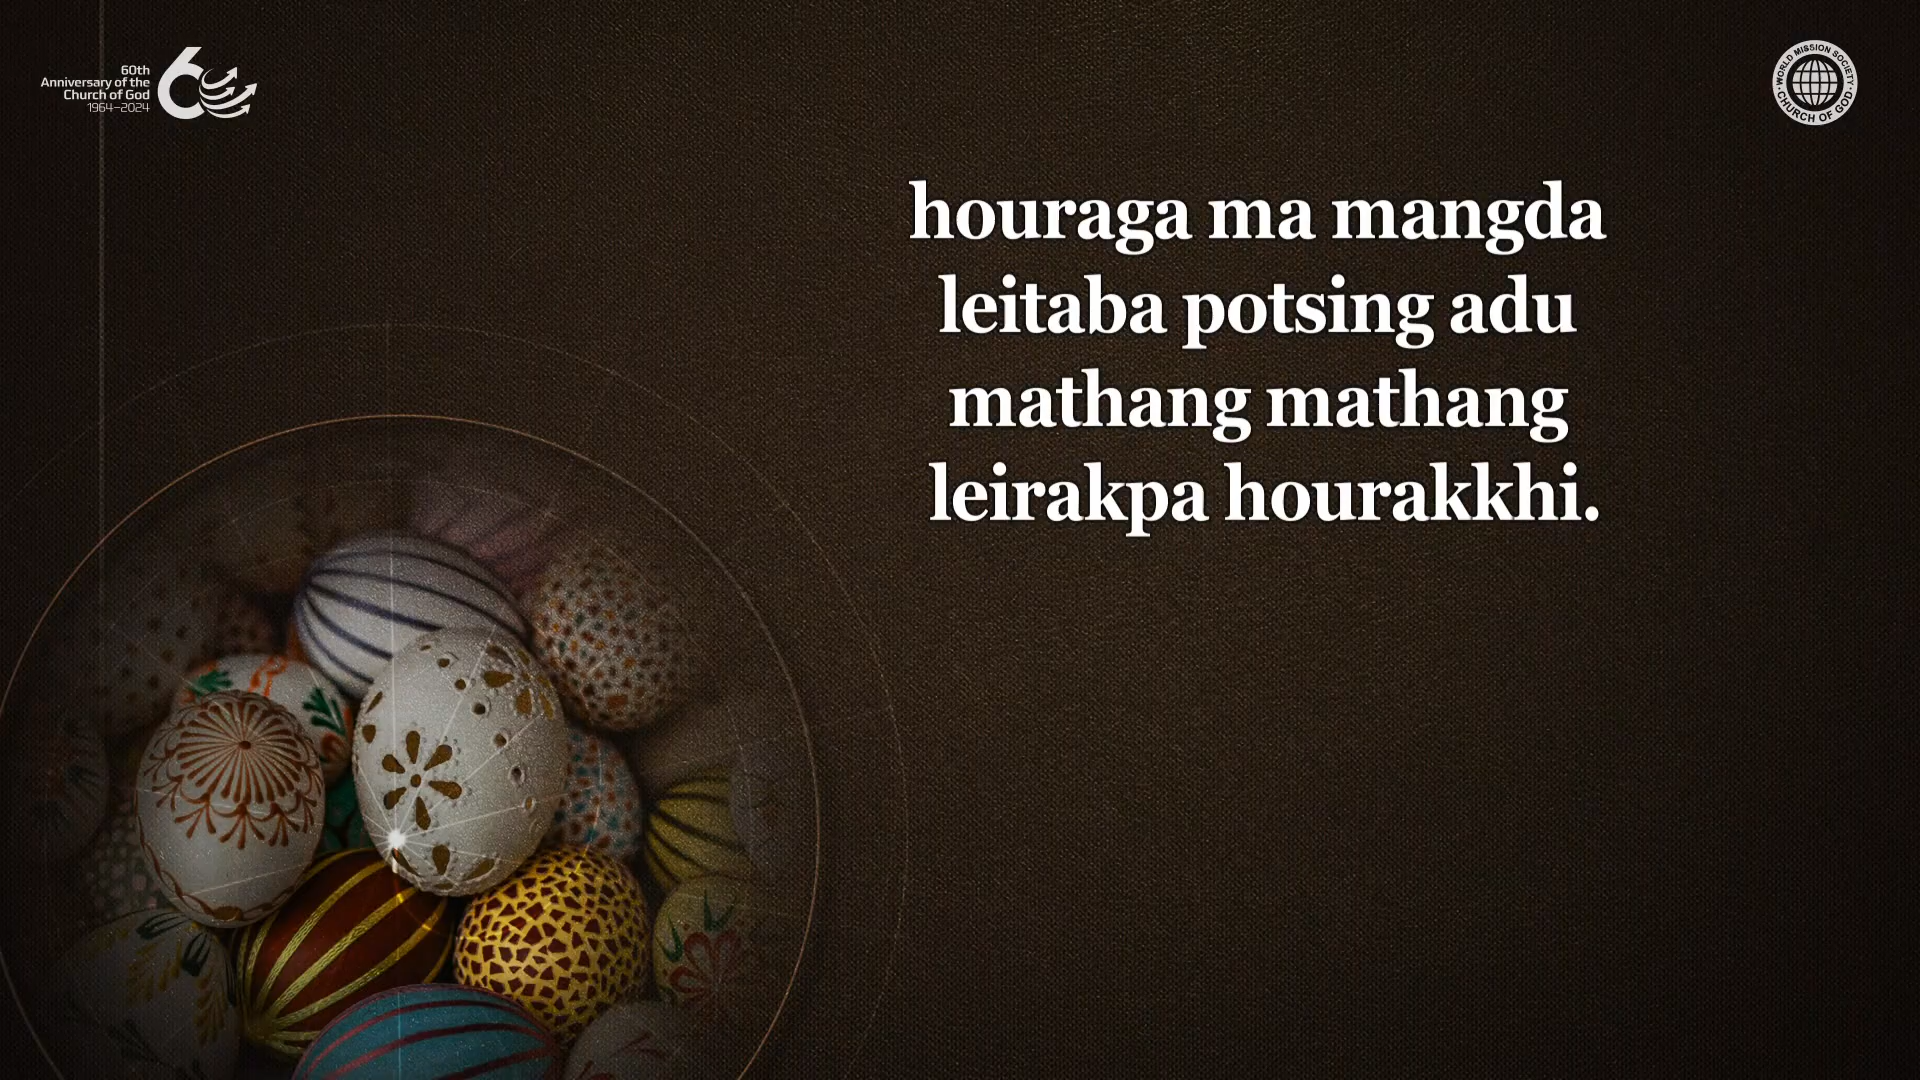 60th
Anniversary of the
Church of God
1964–2024
60
WORLD MISSION SOCIETY
CHURCH OF GOD
houraga ma mangda
leitaba potsing adu
mathang mathang
leirakpa hourakkhi.